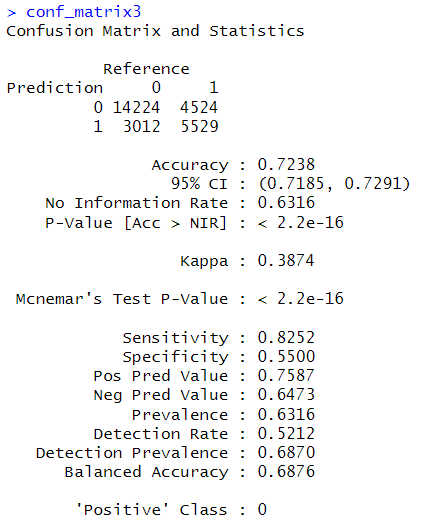 > conf_matrix3
Confusion Matrix and Statistics
Reference
Prediction 0 1
0 14224 4524
1 3012 5529
Accuracy : 0.7238
95% CI : (0.7185, 0.7291)
No Information Rate : 0.6316
P-Value [Acc > NIR] : < 2.2e-16
Kappa : 0.3874
Mcnemar's Test P-Value : < 2.2e-16
Sensitivity : 0.8252
Specificity : 0.5500
Pos Pred Value : 0.7587
Neg Pred Value : 0.6473
Prevalence : 0.6316
Detection Rate : 0.5212
Detection Prevalence : 0.6870
Balanced Accuracy : 0.6876
'Positive' Class : 0